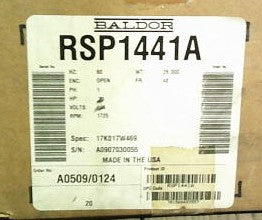 BALDOR
RSP1441A
HZ: 60 WT: 25.000
ENC: OPEN FR: 42
PH: 1
HP:
VOLTS:
RPM: 1725
Spec: 17K017W469
S/N: A0907030055
MADE IN THE USA
Order No Product ID
A0509/0124
20